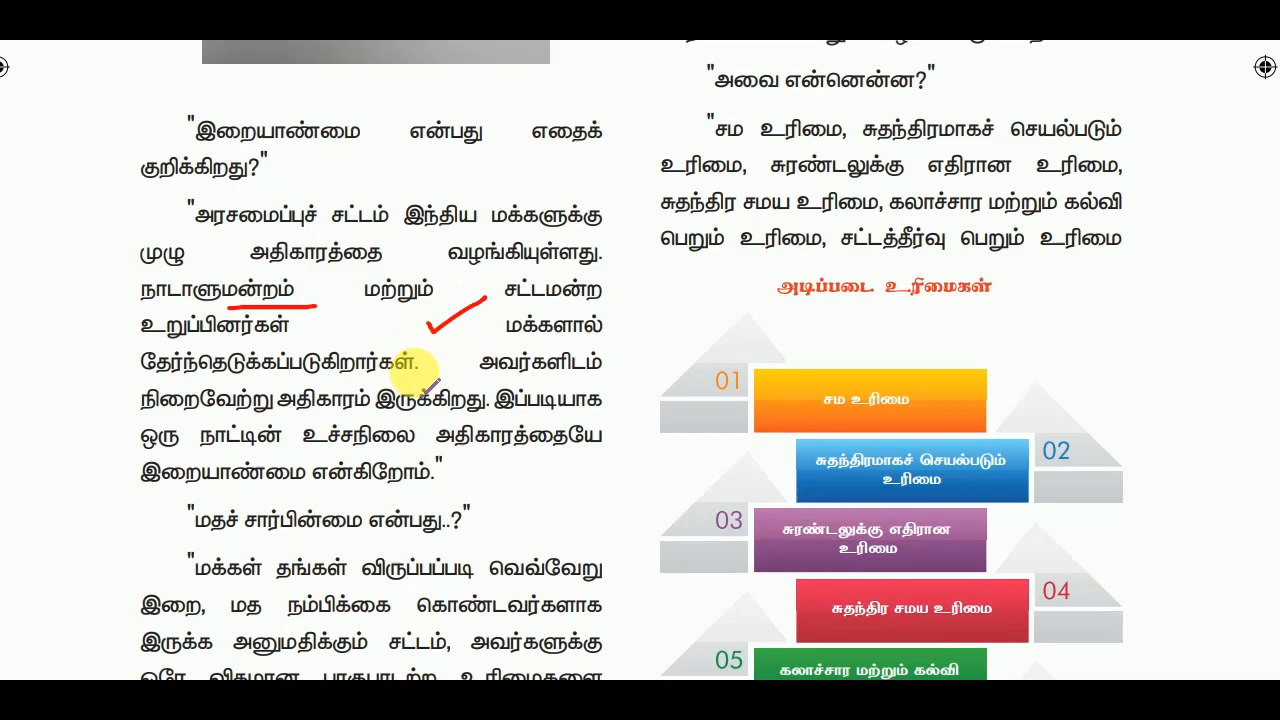 "இறையாண்மை என்பது எதைக்
குறிக்கிறது?"
"அரசமைப்புச் சட்டம் இந்திய மக்களுக்கு
முழு அதிகாரத்தை வழங்கியுள்ளது.
நாடாளுமன்றம் மற்றும் சட்டமன்ற
உறுப்பினர்கள் மக்களால்
தேர்ந்தெடுக்கப்படுகிறார்கள். அவர்களிடம்
நிறைவேற்று அதிகாரம் இருக்கிறது. இப்படியாக
ஒரு நாட்டின் உச்சநிலை அதிகாரத்தையே
இறையாண்மை என்கிறோம்."
"மதச் சார்பின்மை என்பது..?"
"மக்கள் தங்கள் விருப்பப்படி வெவ்வேறு
இறை, மத நம்பிக்கை கொண்டவர்களாக
இருக்க அனுமதிக்கும் சட்டம், அவர்களுக்கு
ஒரே விதமான பாகுபாடற்ற உரிமைகளை
"அவை என்னென்ன?"
"சம உரிமை, சுதந்திரமாகச் செயல்படும்
உரிமை, சுரண்டலுக்கு எதிரான உரிமை,
சுதந்திர சமய உரிமை, கலாச்சார மற்றும் கல்வி
பெறும் உரிமை, சட்டத்தீர்வு பெறும் உரிமை
அடிப்படை உரிமைகள்
01
சம உரிமை
சுதந்திரமாகச் செயல்படும்
உரிமை
02
03
சுரண்டலுக்கு எதிரான
உரிமை
சுதந்திர சமய உரிமை
04
05
கலாச்சார மற்றும் கல்வி